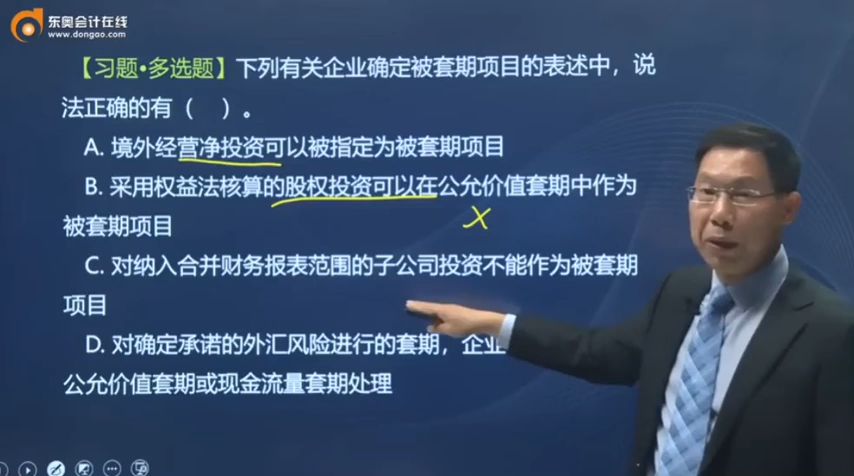 东奥会计在线
www.dongao.com
【习题·多选题】下列有关企业确定被套期项目的表述中，说
法正确的有（ ）。
A. 境外经营净投资可以被指定为被套期项目
B. 采用权益法核算的股权投资可以在公允价值套期中作为
被套期项目
C. 对纳入合并财务报表范围的子公司投资不能作为被套期
项目
D. 对确定承诺的外汇风险进行的套期，企业
公允价值套期或现金流量套期处理